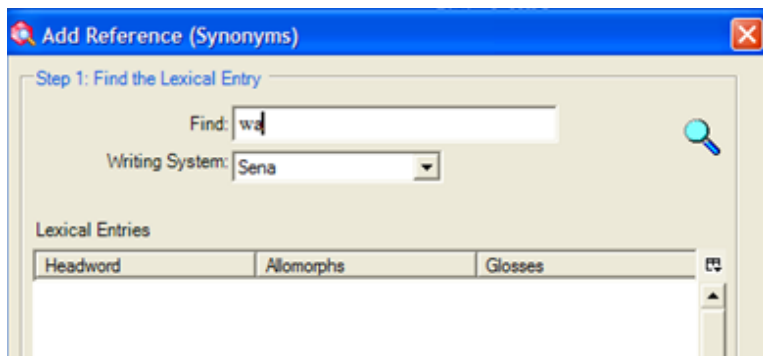 Add Reference (Synonyms)
Step 1: Find the Lexical Entry
Find: wa
Writing System: Sena
Lexical Entries
Headword Allomorphs Glosses